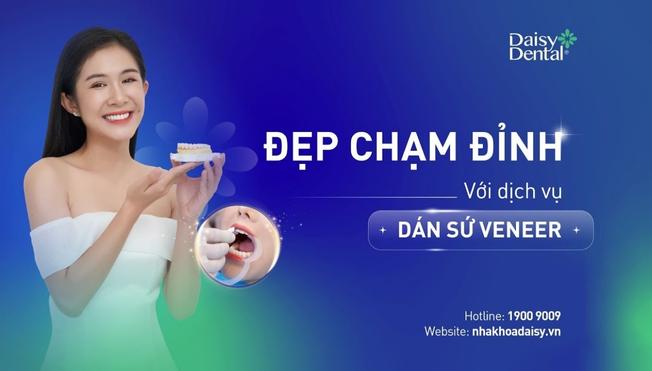 Daisy
Dental®
ĐẸP CHẠM ĐỈNH
Với dịch vụ
DÁN SỨ VENEER
Hotline: 1900 9009
Website: nhakhoadaisy.vn